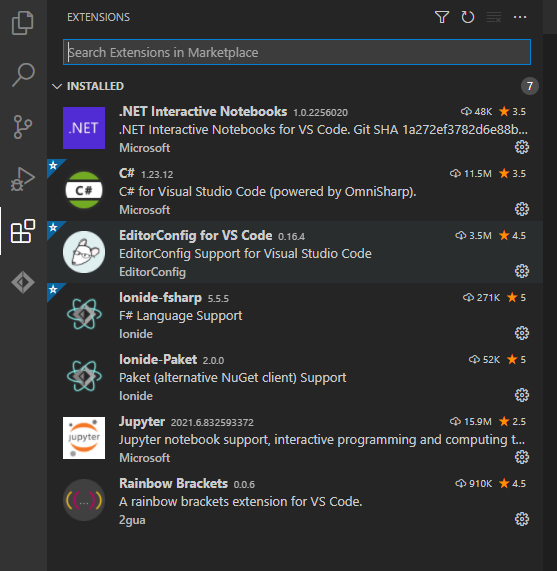 EXTENSIONS
Search Extensions in Marketplace
INSTALLED 7
.NET
.NET Interactive Notebooks 1.0.2256020 48K 3.5
.NET Interactive Notebooks for VS Code. Git SHA 1a272ef3782d6e88b...
Microsoft
C#
C# 1.23.12 11.5M 3.5
C# for Visual Studio Code (powered by OmniSharp).
Microsoft
EditorConfig for VS Code 0.16.4 3.5M 4.5
EditorConfig Support for Visual Studio Code
EditorConfig
Ionide-fsharp 5.5.5 271K 5
F# Language Support
Ionide
Ionide-Paket 2.0.0 52K 5
Paket (alternative NuGet client) Support
Ionide
jupyter
Jupyter 2021.6.832593372 15.9M 2.5
Jupyter notebook support, interactive programming and computing t...
Microsoft
(...)
Rainbow Brackets 0.0.6 910K 4.5
A rainbow brackets extension for VS Code.
2gua